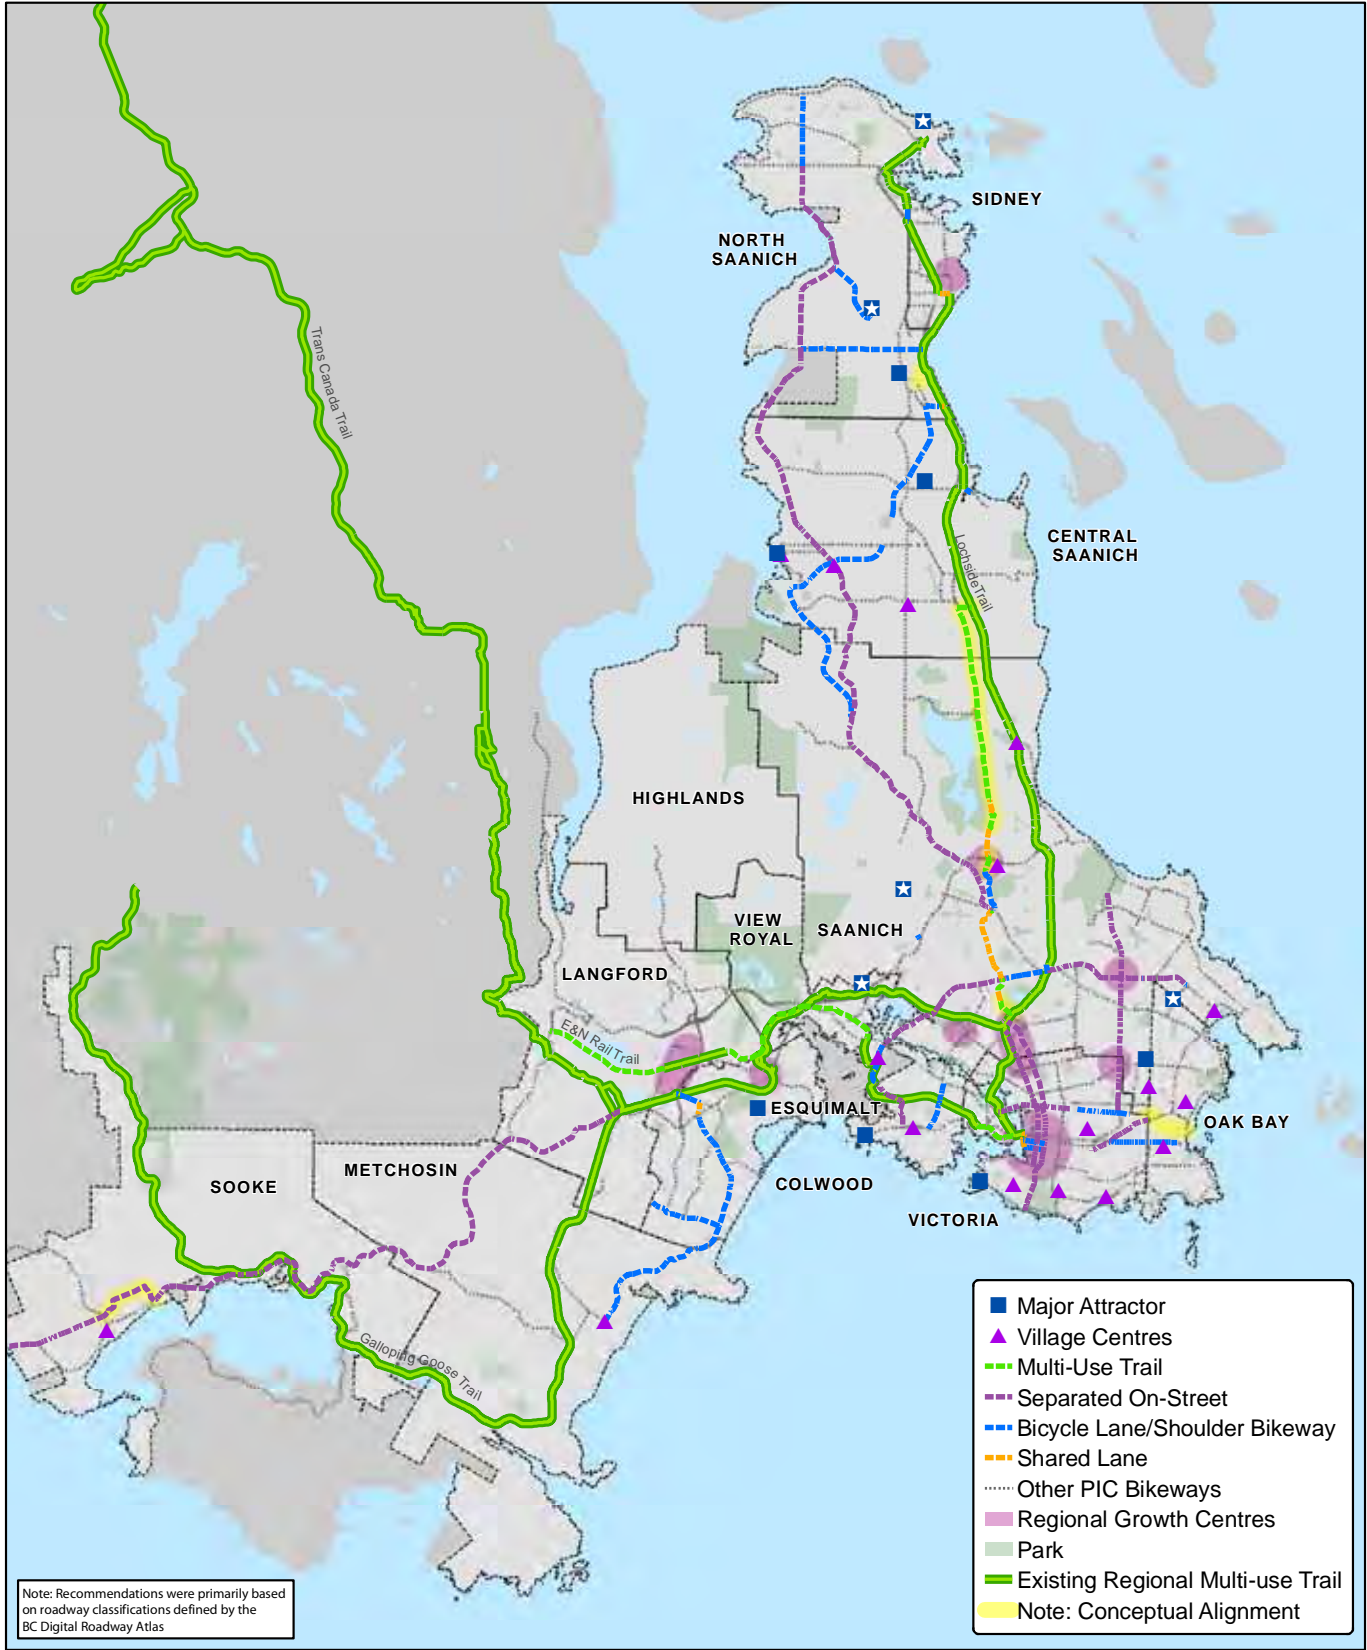 SIDNEY
NORTH
SAANICH
Trans Canada Trail
CENTRAL
SAANICH
Lochside Trail
HIGHLANDS
VIEW
ROYAL
SAANICH
LANGFORD
E&N Rail Trail
ESQUIMALT
OAK BAY
METCHOSIN
SOOKE
COLWOOD
VICTORIA
Galloping Goose Trail
Major Attractor
Village Centres
Multi-Use Trail
Separated On-Street
Bicycle Lane/Shoulder Bikeway
Shared Lane
Other PIC Bikeways
Regional Growth Centres
Park
Existing Regional Multi-use Trail
Note: Conceptual Alignment
Note: Recommendations were primarily based
on roadway classifications defined by the
BC Digital Roadway Atlas